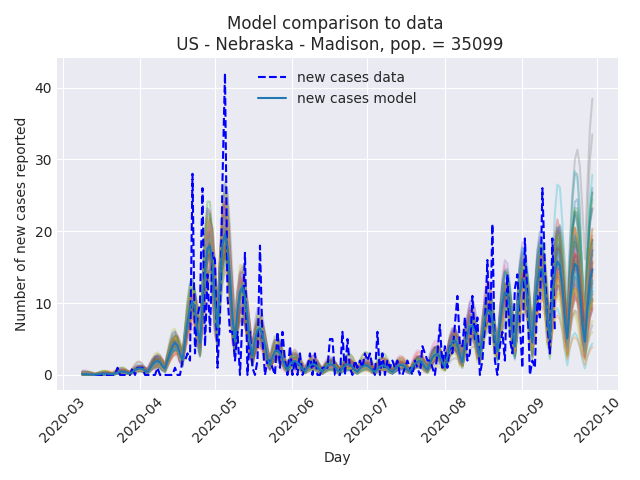 Model comparison to data
US - Nebraska - Madison, pop. = 35099
new cases data
new cases model
Number of new cases reported
40
30
20
10
0
2020-03
2020-04
2020-05
2020-06
2020-07
2020-08
2020-09
2020-10
Day